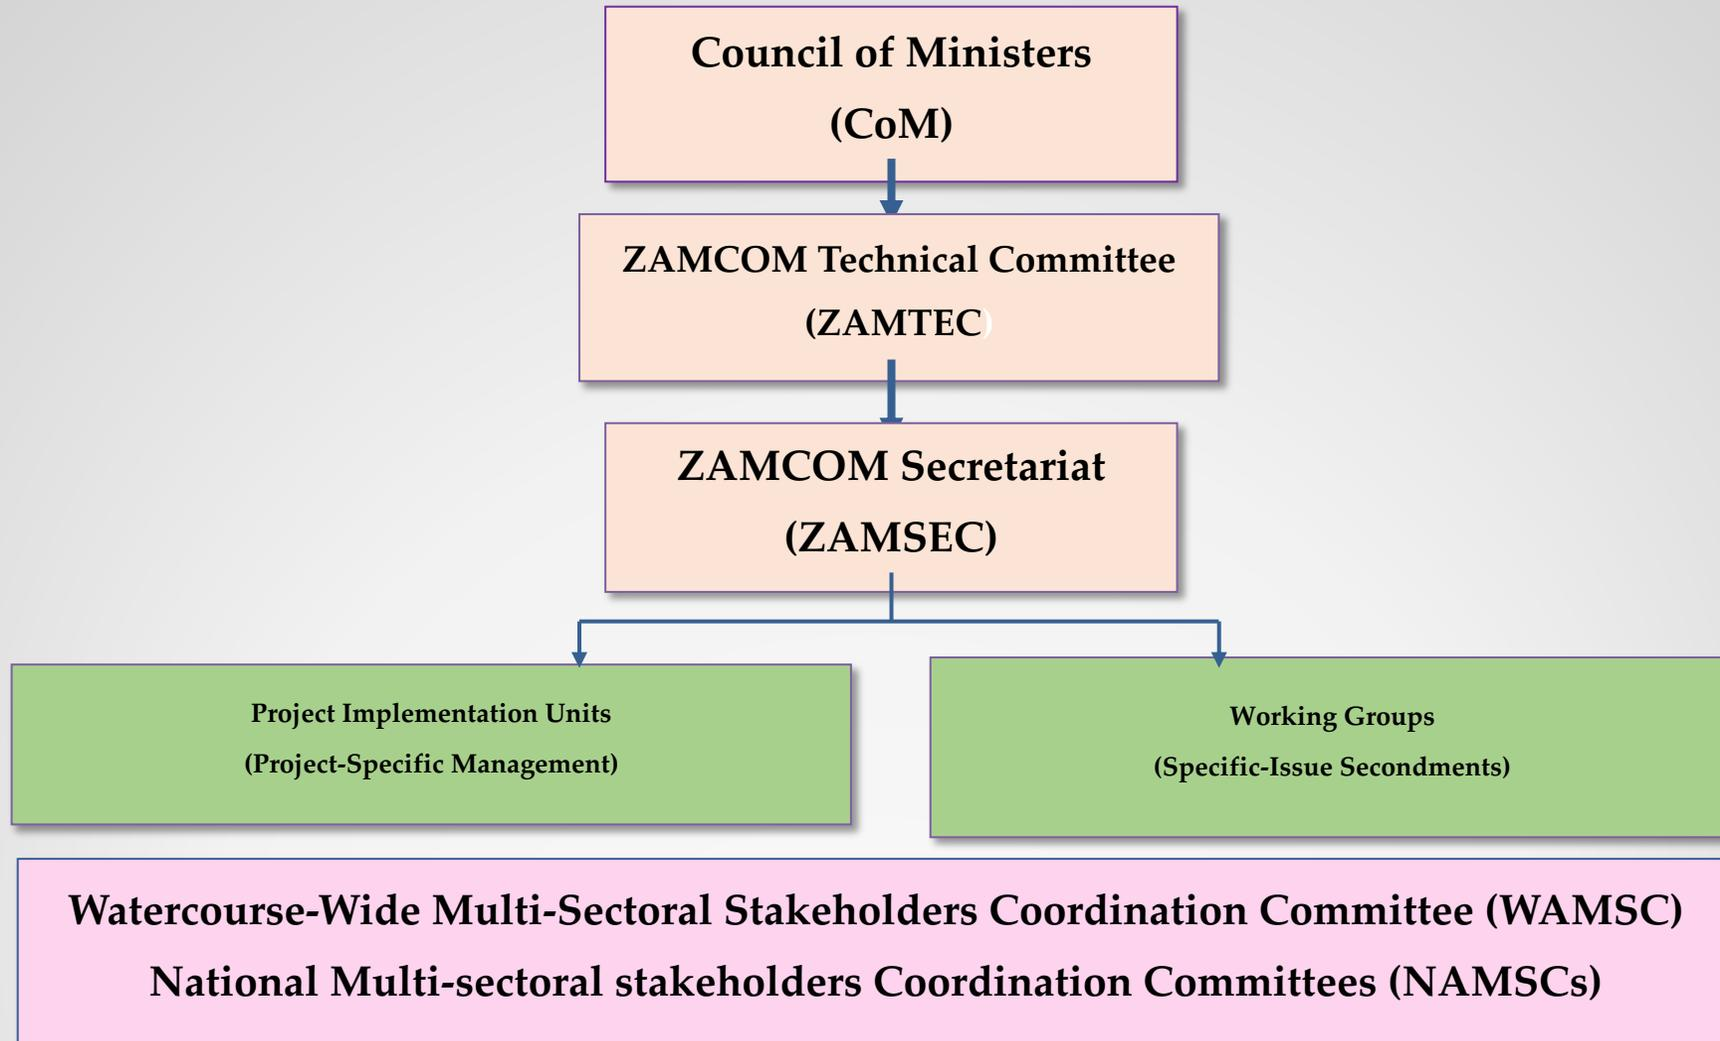 Council of Ministers
(CoM)
ZAMCOM Technical Committee
(ZAMTEC)
ZAMCOM Secretariat
(ZAMSEC)
Project Implementation Units
(Project-Specific Management)
Working Groups
(Specific-Issue Secondments)
Watercourse-Wide Multi-Sectoral Stakeholders Coordination Committee (WAMSC)
National Multi-sectoral stakeholders Coordination Committees (NAMSCs)